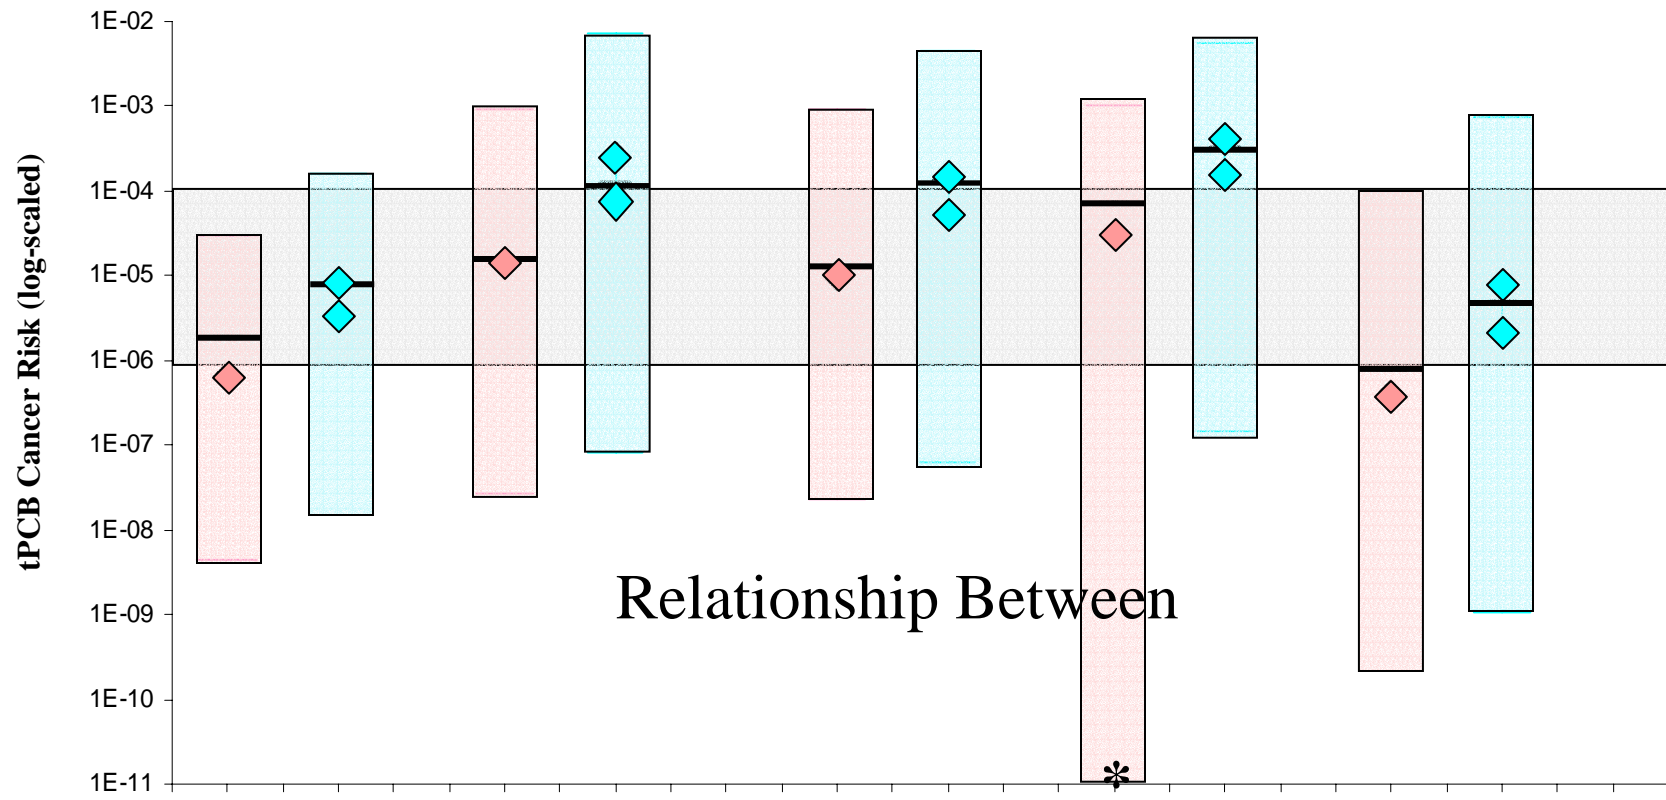 tPCB Cancer Risk (log-scaled)
1E-02
1E-03
1E-04
1E-05
1E-06
1E-07
1E-08
1E-09
1E-10
1E-11
Relationship Between
*